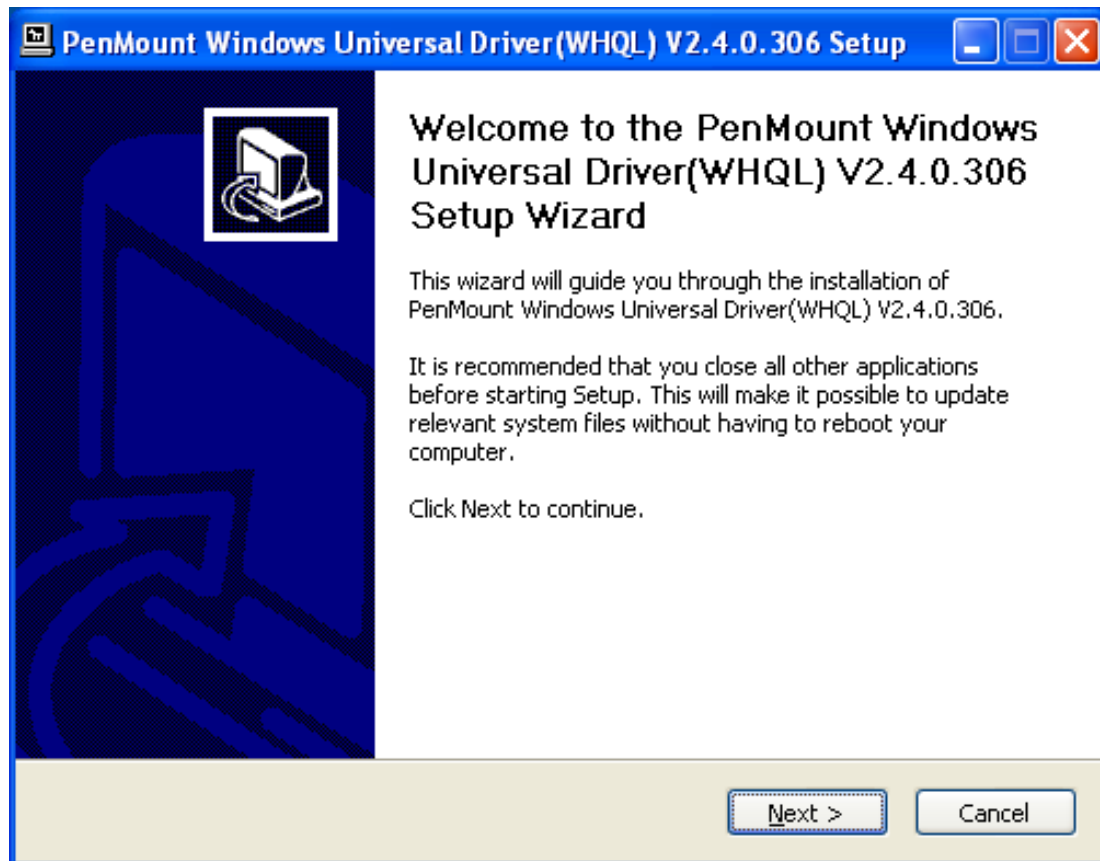 PenMount Windows Universal Driver(WHQL) V2.4.0.306 Setup
Welcome to the PenMount Windows
Universal Driver(WHQL) V2.4.0.306
Setup Wizard
This wizard will guide you through the installation of
PenMount Windows Universal Driver(WHQL) V2.4.0.306.
It is recommended that you close all other applications
before starting Setup. This will make it possible to update
relevant system files without having to reboot your
computer.
Click Next to continue.
Next >
Cancel